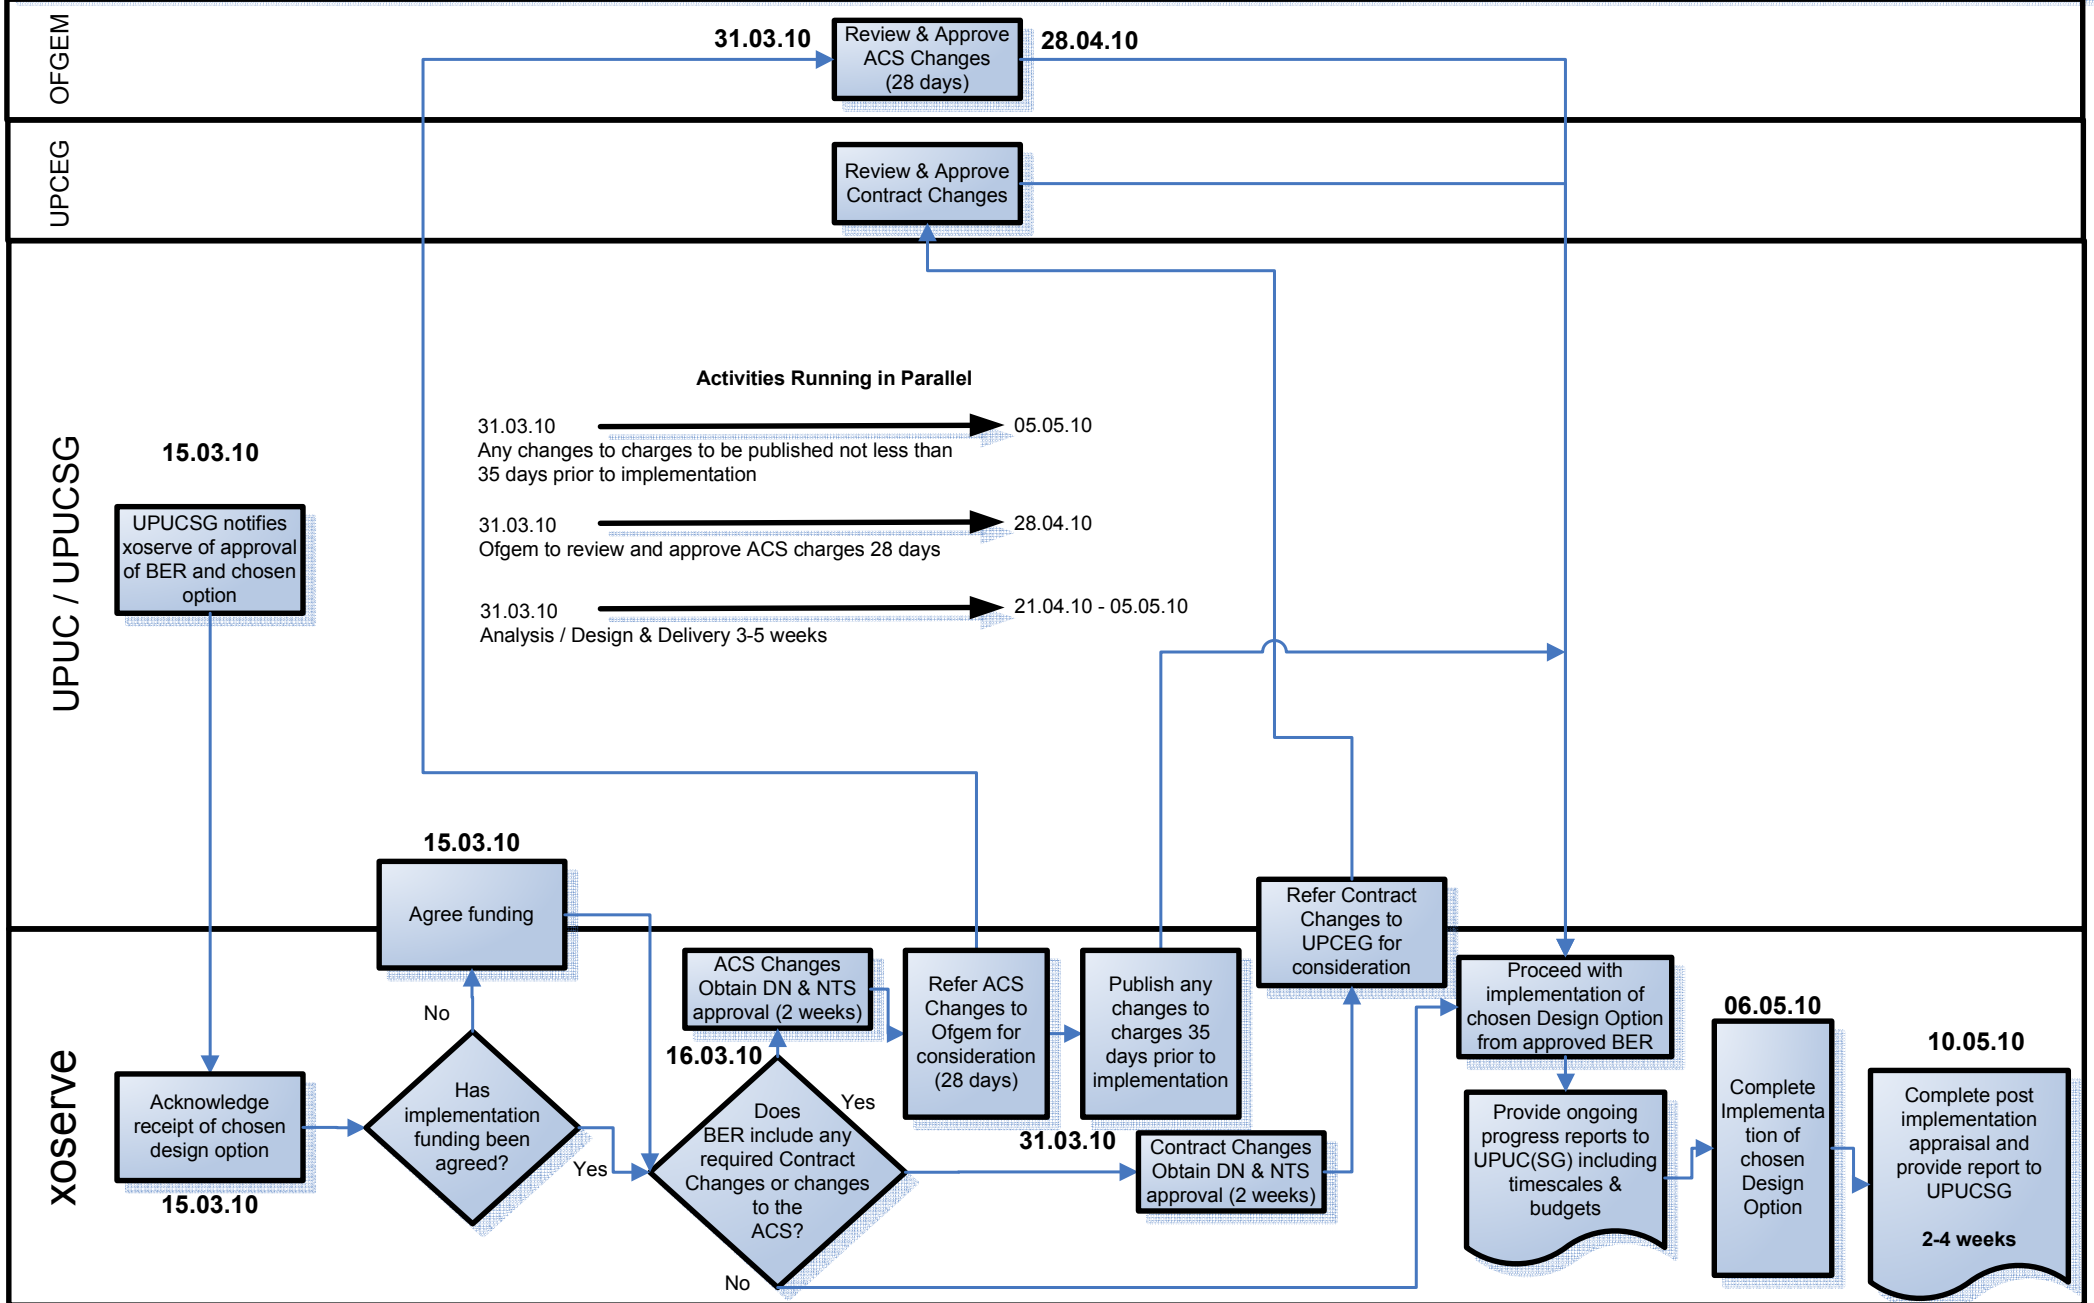 OFGEM
31.03.10
Review & Approve
ACS Changes
(28 days)
28.04.10
UPCEG
Review & Approve
Contract Changes
UPUC / UPUCSG
Activities Running in Parallel
31.03.10
05.05.10
Any changes to charges to be published not less than
35 days prior to implementation
31.03.10
28.04.10
Ofgem to review and approve ACS charges 28 days
31.03.10
21.04.10 - 05.05.10
Analysis / Design & Delivery 3-5 weeks
15.03.10
UPUCSG notifies
xoserve of approval
of BER and chosen
option
15.03.10
Agree funding
Refer Contract
Changes to
UPCEG for
consideration
xoserve
Acknowledge
receipt of chosen
design option
15.03.10
No
Has
implementation
funding been
agreed?
Yes
ACS Changes
Obtain DN & NTS
approval (2 weeks)
16.03.10
Does
BER include any
required Contract
Changes or changes
to the
ACS?
Yes
No
Refer ACS
Changes to
Ofgem for
consideration
(28 days)
Publish any
changes to
charges 35
days prior to
implementation
31.03.10
Contract Changes
Obtain DN & NTS
approval (2 weeks)
Proceed with
implementation of
chosen Design Option
from approved BER
Provide ongoing
progress reports to
UPUC(SG) including
timescales &
budgets
06.05.10
Complete
Implementa
tion of
chosen
Design
Option
10.05.10
Complete post
implementation
appraisal and
provide report to
UPUCSG
2-4 weeks